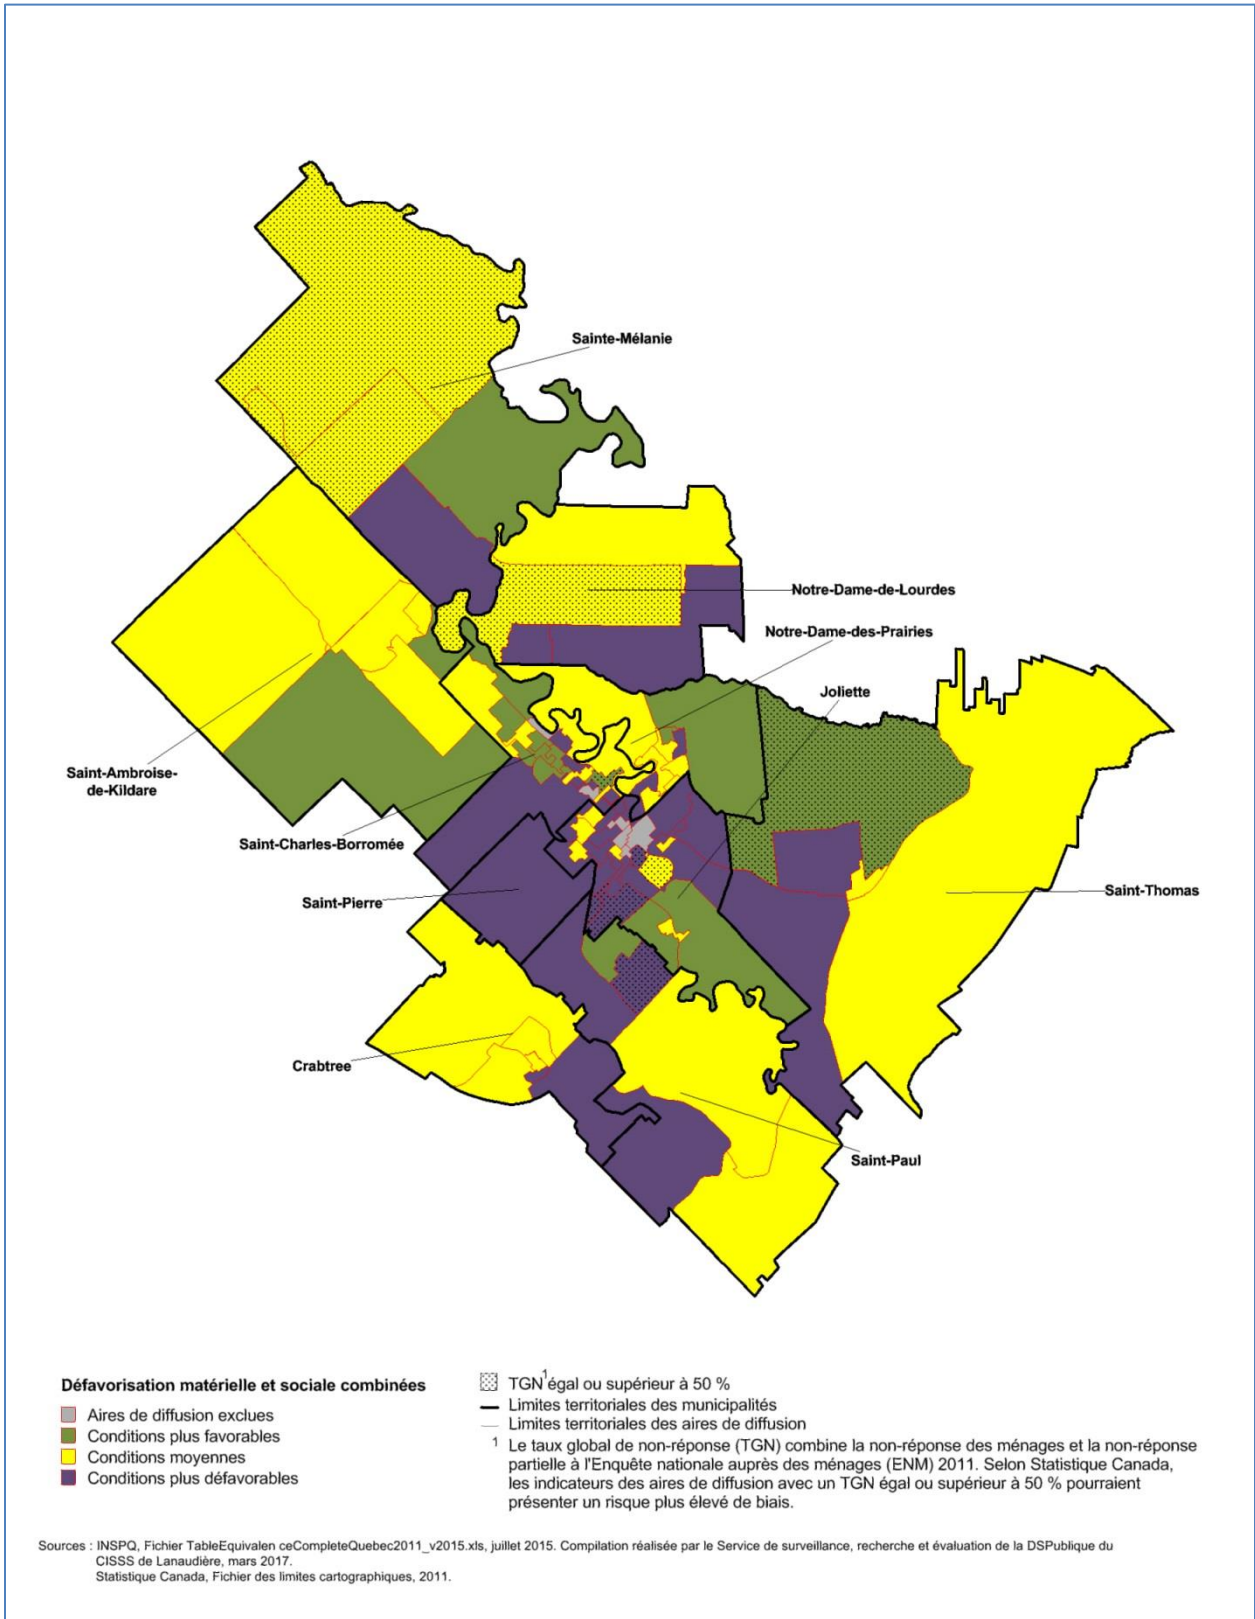 Sainte-Mélanie
Notre-Dame-de-Lourdes
Notre-Dame-des-Prairies
Joliette
Saint-Ambroise-
de-Kildare
Saint-Charles-Borromée
Saint-Pierre
Saint-Thomas
Crabtree
Saint-Paul
Défavorisation matérielle et sociale combinées
Aires de diffusion exclues
Conditions plus favorables
Conditions moyennes
Conditions plus défavorables
TGN1 égal ou supérieur à 50 %
Limites territoriales des municipalités
Limites territoriales des aires de diffusion
1 Le taux global de non-réponse (TGN) combine la non-réponse des ménages et la non-réponse
partielle à l'Enquête nationale auprès des ménages (ENM) 2011. Selon Statistique Canada,
les indicateurs des aires de diffusion avec un TGN égal ou supérieur à 50 % pourraient
présenter un risque plus élevé de biais.
Sources : INSPQ, Fichier TableEquivalen ceCompleteQuebec2011_v2015.xls, juillet 2015. Compilation réalisée par le Service de surveillance, recherche et évaluation de la DSPublique du
CISSS de Lanaudière, mars 2017.
Statistique Canada, Fichier des limites cartographiques, 2011.